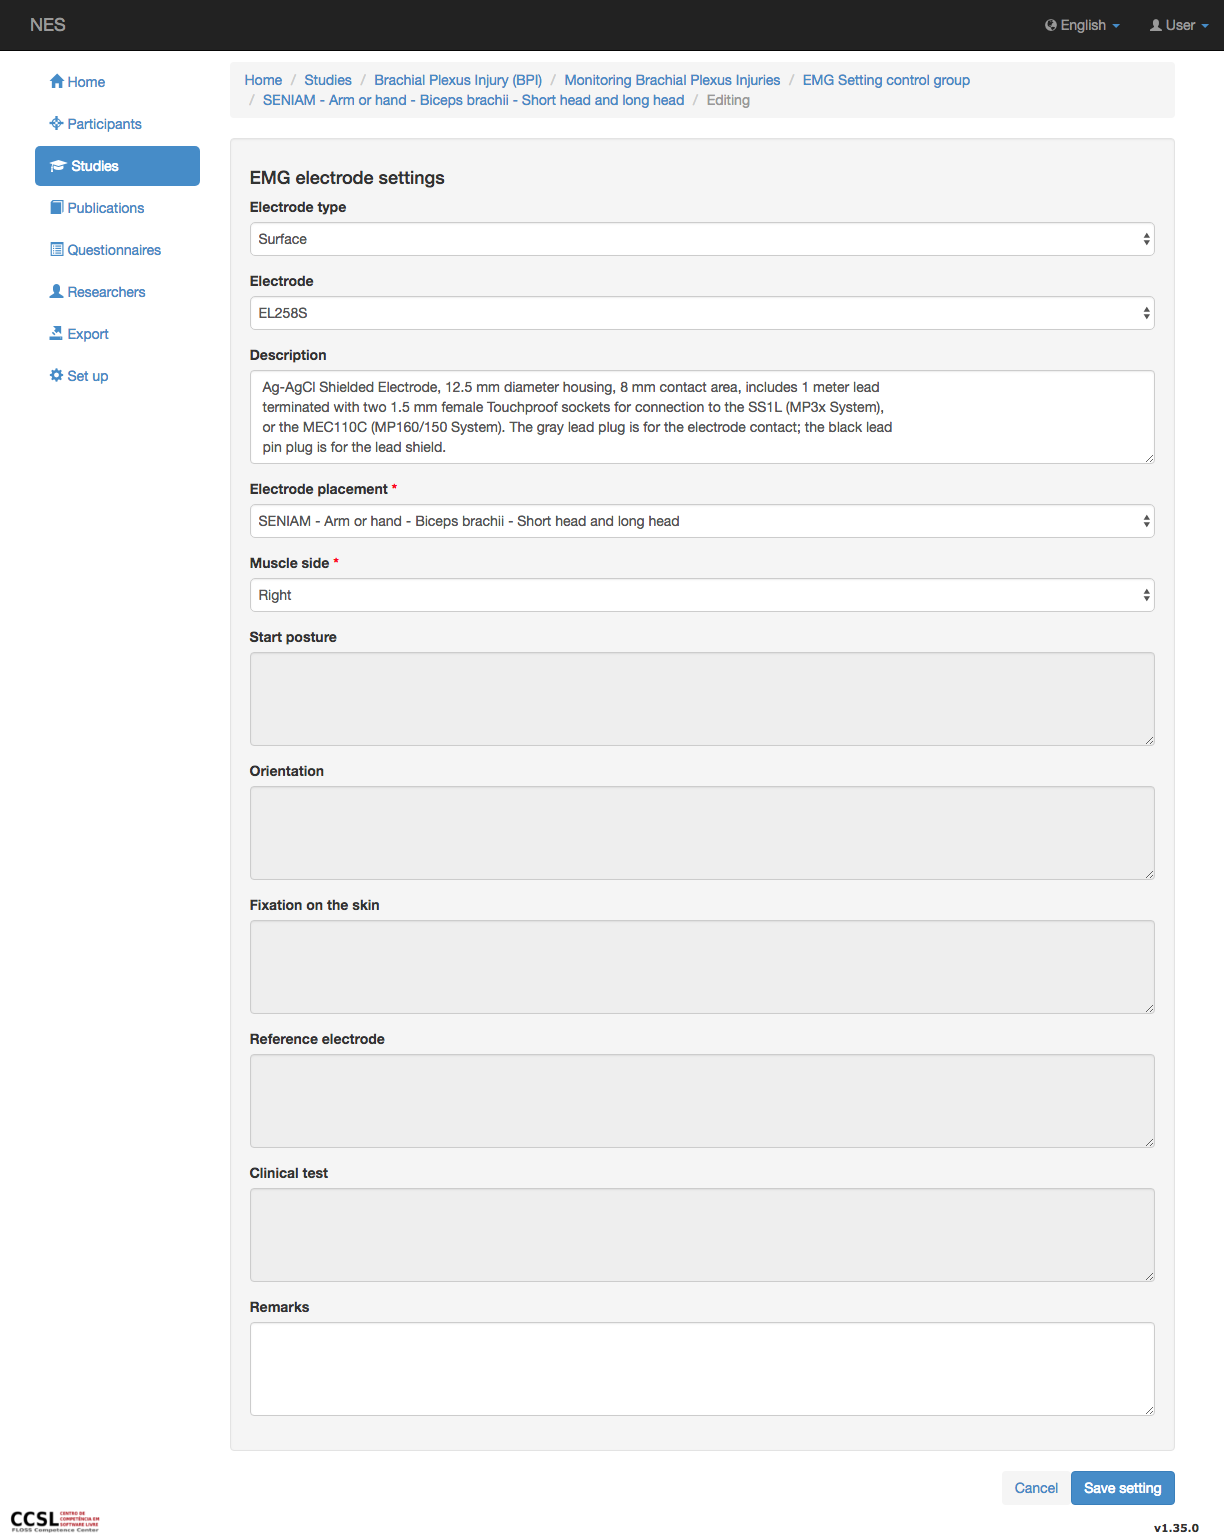 NES
English
User
Home
Participants
Studies
Publications
Questionnaires
Researchers
Export
Set up
Home / Studies / Brachial Plexus Injury (BPI) / Monitoring Brachial Plexus Injuries / EMG Setting control group
/ SENIAM - Arm or hand - Biceps brachii - Short head and long head / Editing
EMG electrode settings
Electrode type
Surface
Electrode
EL258S
Description
Ag-AgCl Shielded Electrode, 12.5 mm diameter housing, 8 mm contact area, includes 1 meter lead
terminated with two 1.5 mm female Touchproof sockets for connection to the SS1L (MP3x System),
or the MEC110C (MP160/150 System). The gray lead plug is for the electrode contact; the black lead
pin plug is for the lead shield.
Electrode placement *
SENIAM - Arm or hand - Biceps brachii - Short head and long head
Muscle side *
Right
Start posture
Orientation
Fixation on the skin
Reference electrode
Clinical test
Remarks
Cancel
Save setting
CCSL
CENTRO DE
COMPETÊNCIA EM
SOFTWARE LIVRE
FLOSS Competence Center
v1.35.0